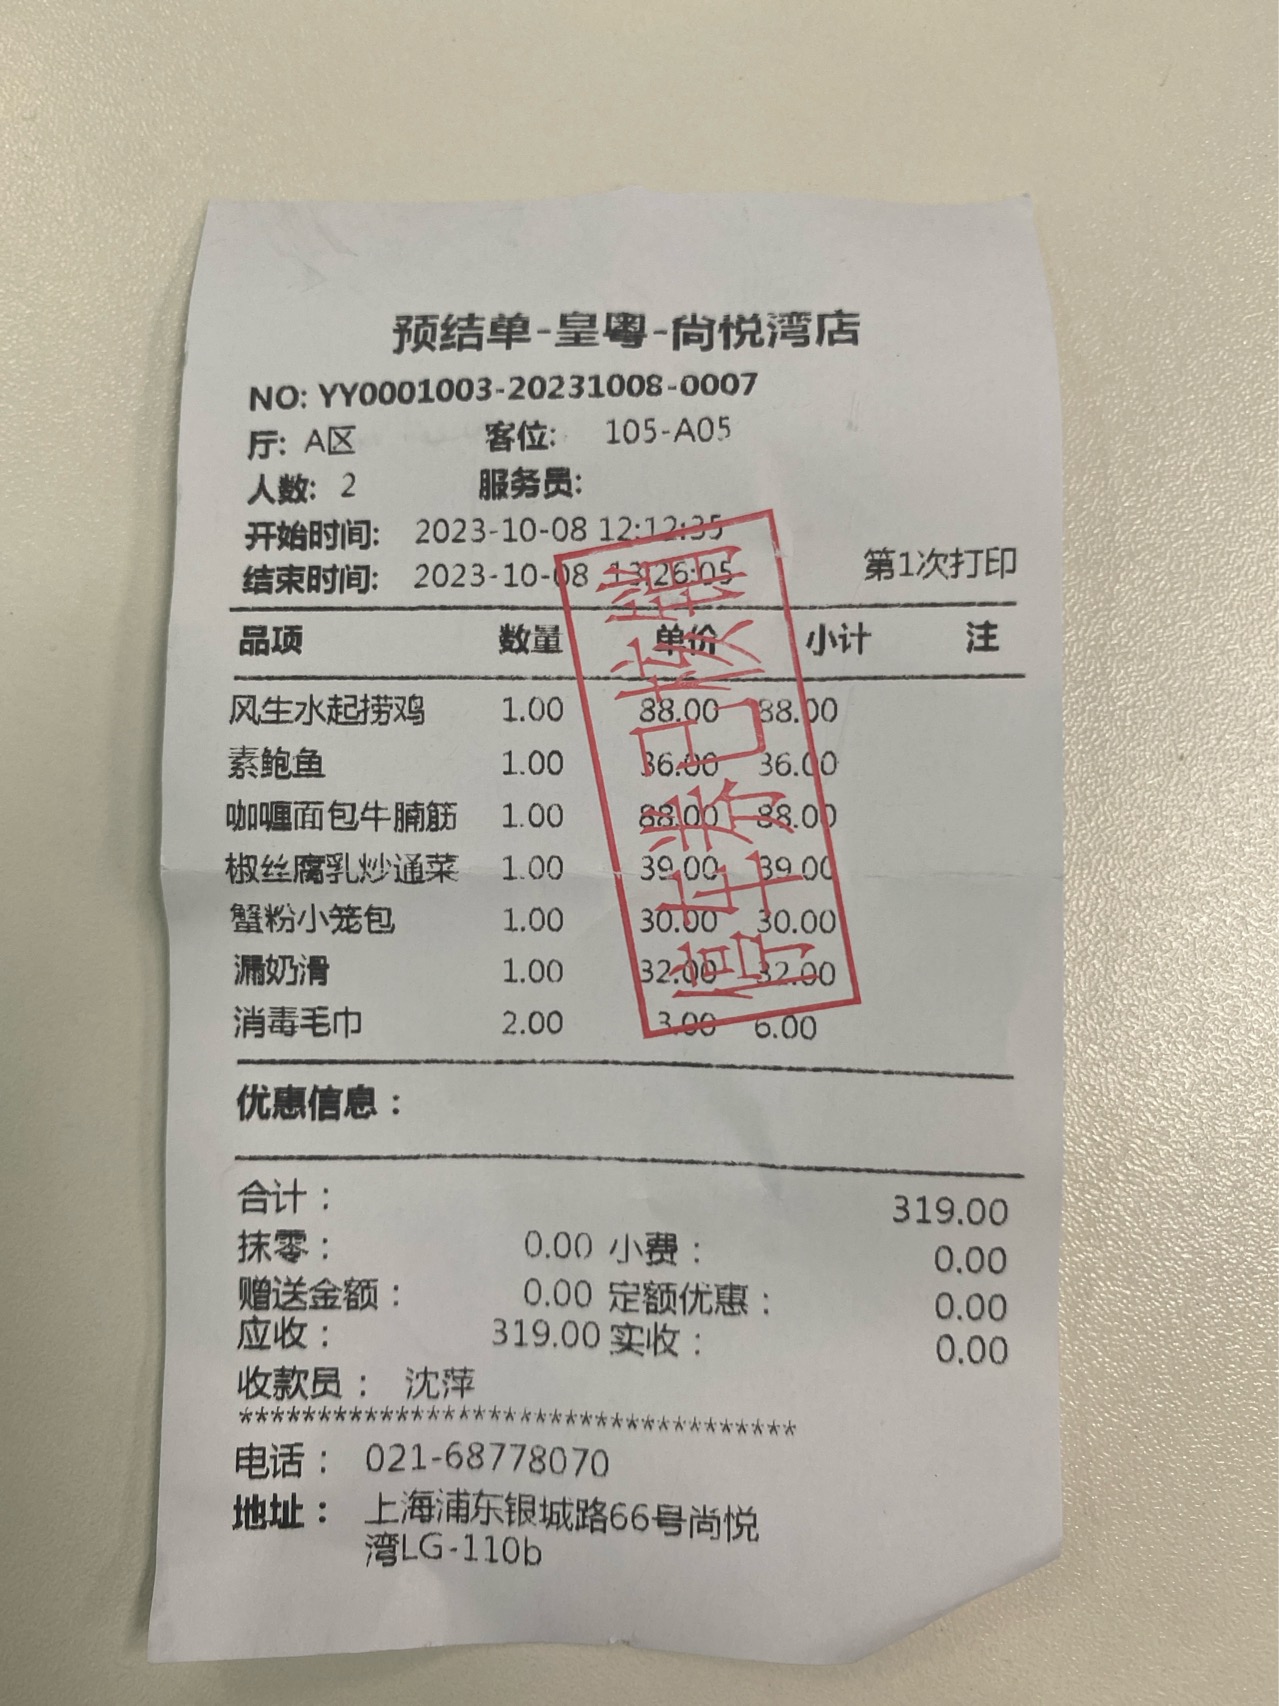 预结单-皇粤-尚悦湾店
NO: YY0001003-20231008-0007
厅: A区 客位: 105-A05
人数: 2 服务员:
开始时间: 2023-10-08 12:12:35
结束时间: 2023-10-08 13:26:05 第1次打印
品项 数量 单价 小计 注
风生水起捞鸡 1.00 88.00 88.00
素鲍鱼 1.00 36.00 36.00
咖喱面包牛腩筋 1.00 88.00 88.00
椒丝腐乳炒通菜 1.00 39.00 39.00
蟹粉小笼包 1.00 30.00 30.00
漏奶滑 1.00 32.00 32.00
消毒毛巾 2.00 3.00 6.00
优惠信息：
合计： 319.00
抹零： 0.00 小费： 0.00
赠送金额： 0.00 定额优惠： 0.00
应收： 319.00 实收： 0.00
收款员： 沈萍
***********************************
电话： 021-68778070
地址： 上海浦东银城路66号尚悦
湾LG-110b